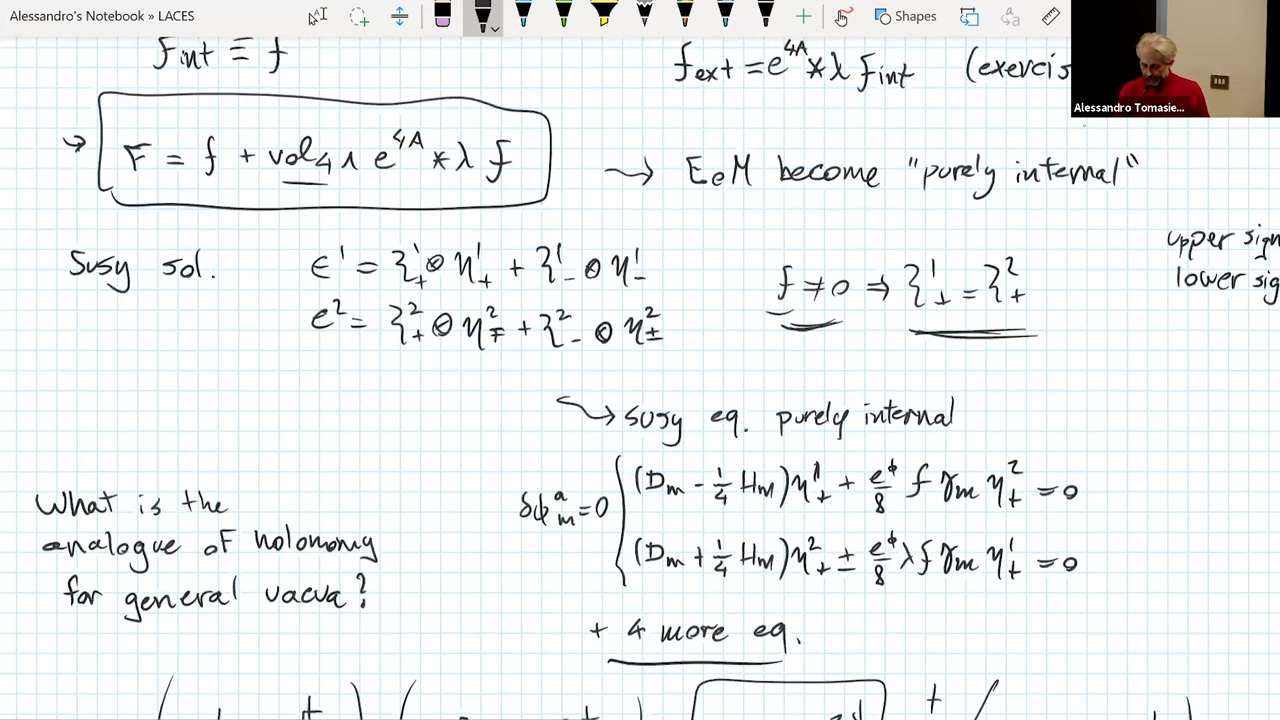 Alessandro's Notebook » LACES
Shapes
Alessandro Tomasie...
F_int ≡ f
f_ext = e^{4A} * λ F_int (exercis
→ F = f + vol_4 ∧ e^{4A} * λ f → EoM become "purely internal"
upper sign
lower sig
Susy sol. ε^1 = ζ^1_+ ⊗ η^1_+ + ζ^1_- ⊗ η^1_-
ε^2 = ζ^2_+ ⊗ η^2_∓ + ζ^2_- ⊗ η^2_±
f ≠ 0 ⇒ ζ^1_+ = ζ^2_+
→ susy eq. purely internal
δψ^a_m = 0 { (D_m - 1/4 H_m) η^1_+ + e^ϕ/8 f γ_m η^2_∓ = 0
(D_m + 1/4 H_m) η^2_∓ ± e^ϕ/8 λf γ_m η^1_+ = 0
+ 4 more eq.
What is the
analogue of holonomy
for general vacua?